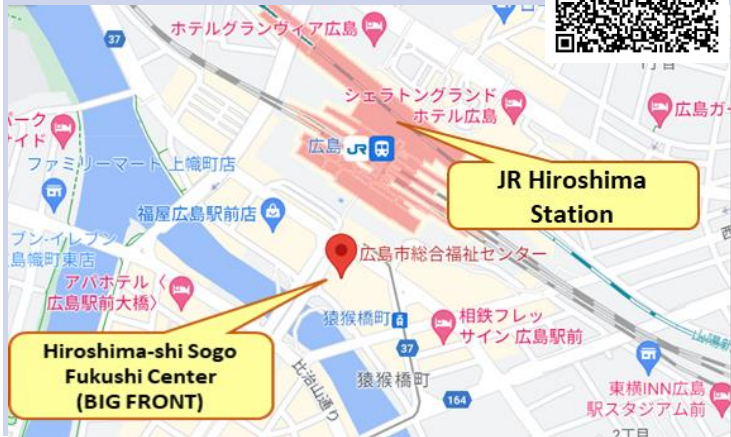 ホテルグランヴィア広島
37
シェラトングランド
ホテル広島
広島ガー
パーク
サイド
ファミリーマート 上幟町店
広島 JR
JR Hiroshima
Station
福屋広島駅前店
ブン-イレブン
島幟町東店
広島市総合福祉センター
アパホテル〈
広島駅前大橋〉
西
猿猴橋町
相鉄フレッ
サイン 広島駅前
37
山陽新
Hiroshima-shi Sogo
Fukushi Center
(BIG FRONT)
比治山通り
猿猴橋町
164
東横INN広島
駅スタジアム前
2丁目